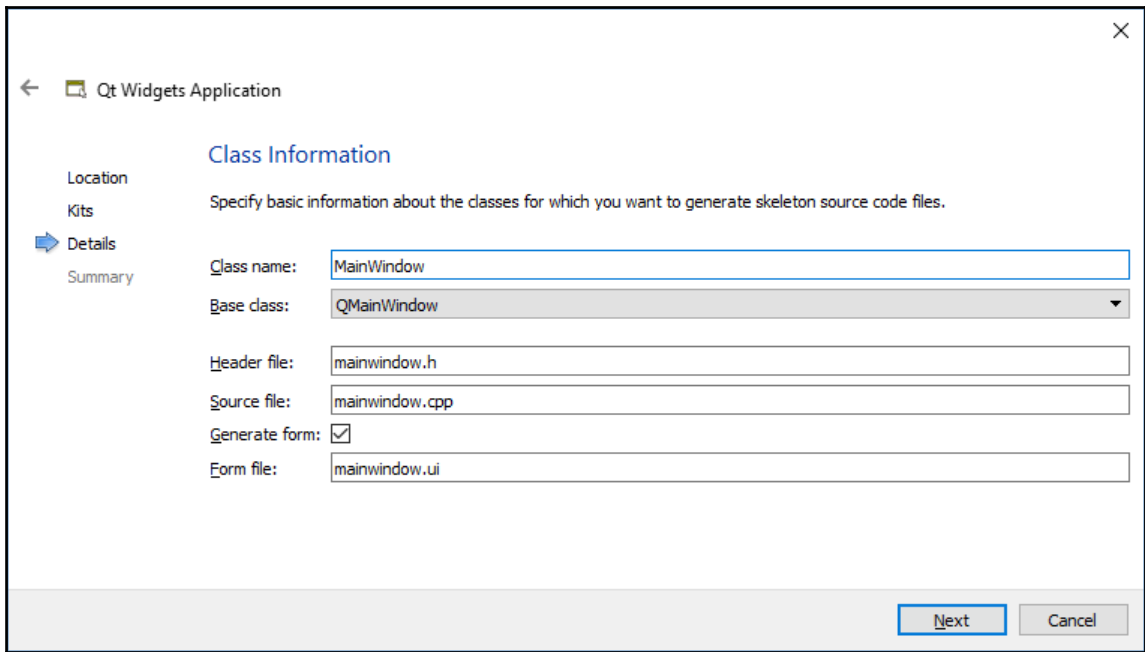 Qt Widgets Application
Class Information
Location
Kits
Details
Summary
Specify basic information about the classes for which you want to generate skeleton source code files.
Class name: MainWindow
Base class: QMainWindow
Header file: mainwindow.h
Source file: mainwindow.cpp
Generate form:
Form file: mainwindow.ui
Next Cancel